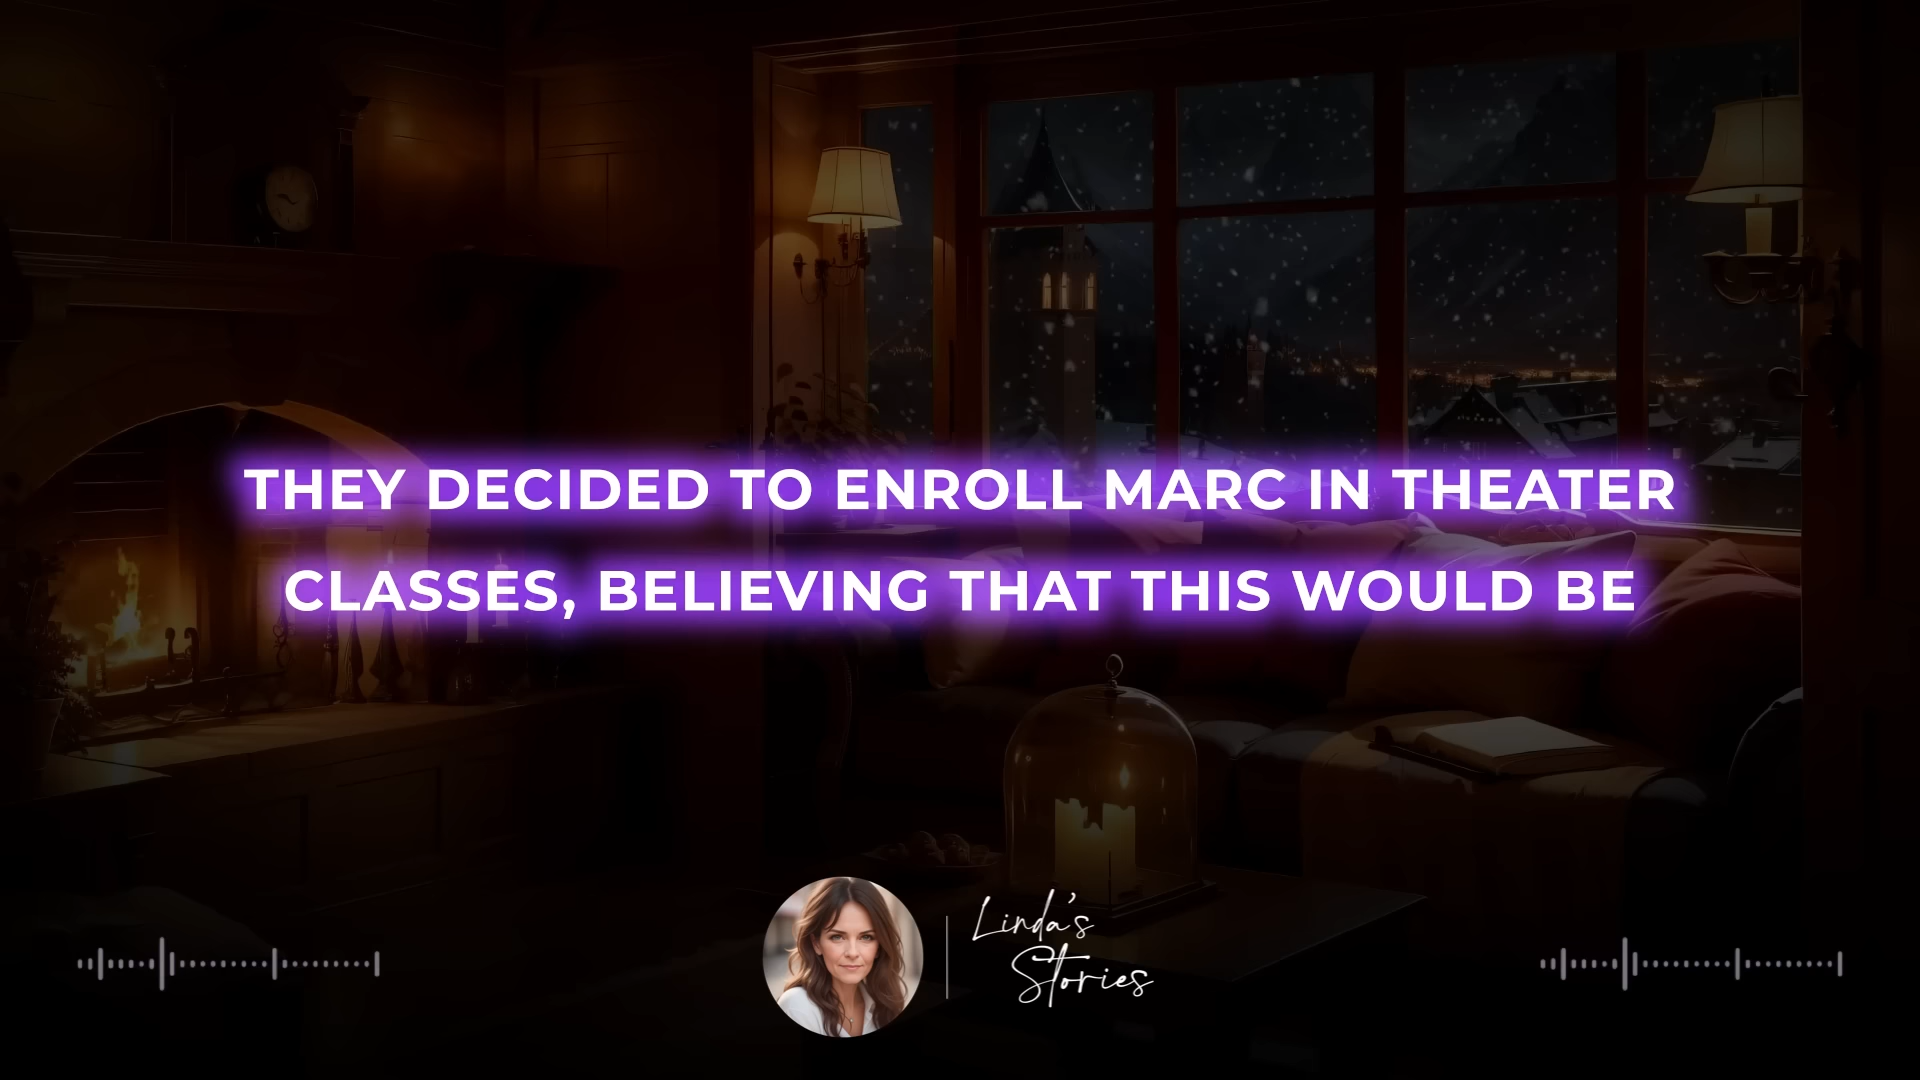 THEY DECIDED TO ENROLL MARC IN THEATER
CLASSES, BELIEVING THAT THIS WOULD BE
Linda's
Stories